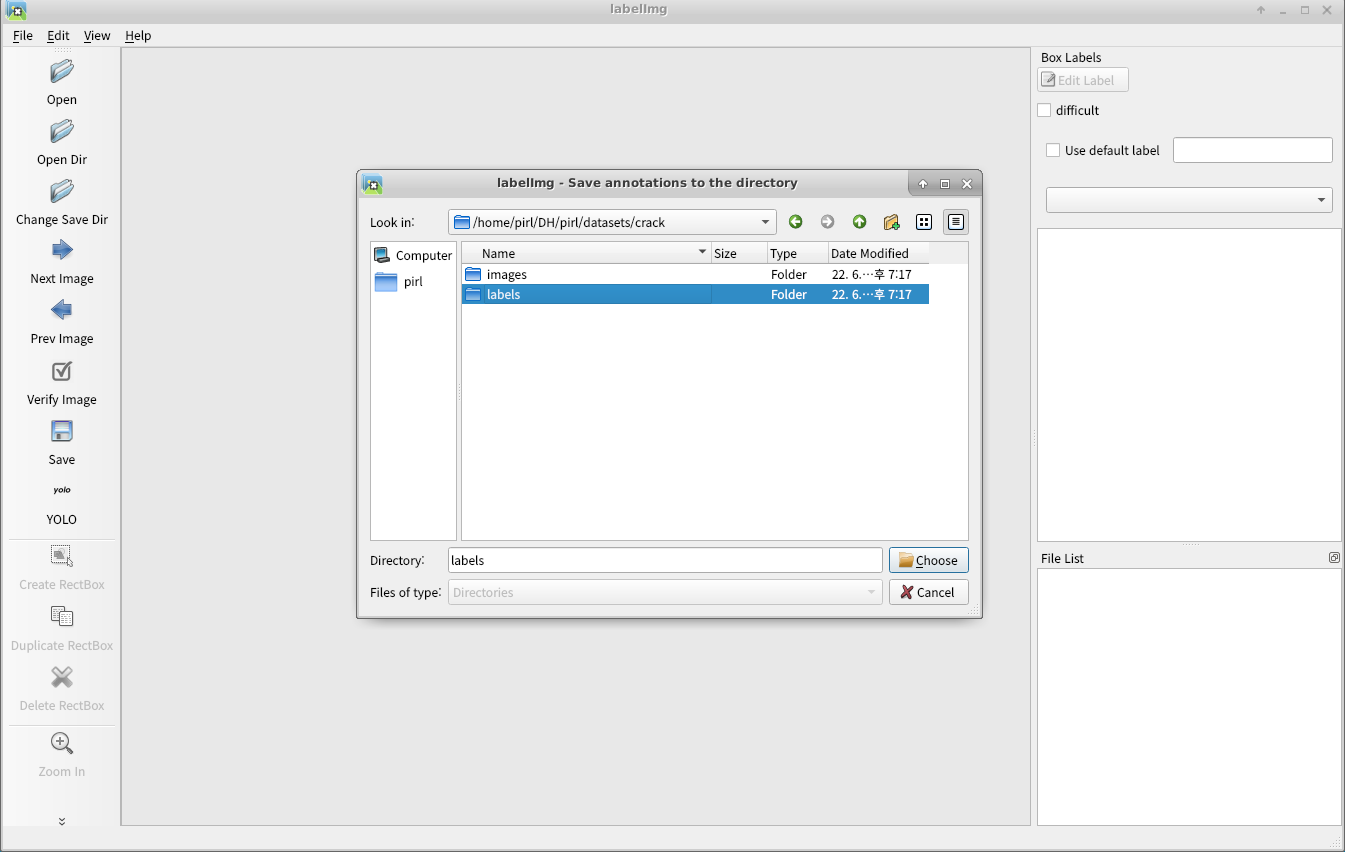 labelImg
File Edit View Help
Open
Open Dir
Change Save Dir
Next Image
Prev Image
Verify Image
Save
yolo
YOLO
Create RectBox
Duplicate RectBox
Delete RectBox
Zoom In
labelImg - Save annotations to the directory
Look in: /home/pirl/DH/pirl/datasets/crack
Computer
pirl
Name Size Type Date Modified
images Folder 22. 6.…후 7:17
labels Folder 22. 6.…후 7:17
Directory: labels Choose
Files of type: Directories Cancel
Box Labels
Edit Label
difficult
Use default label
File List